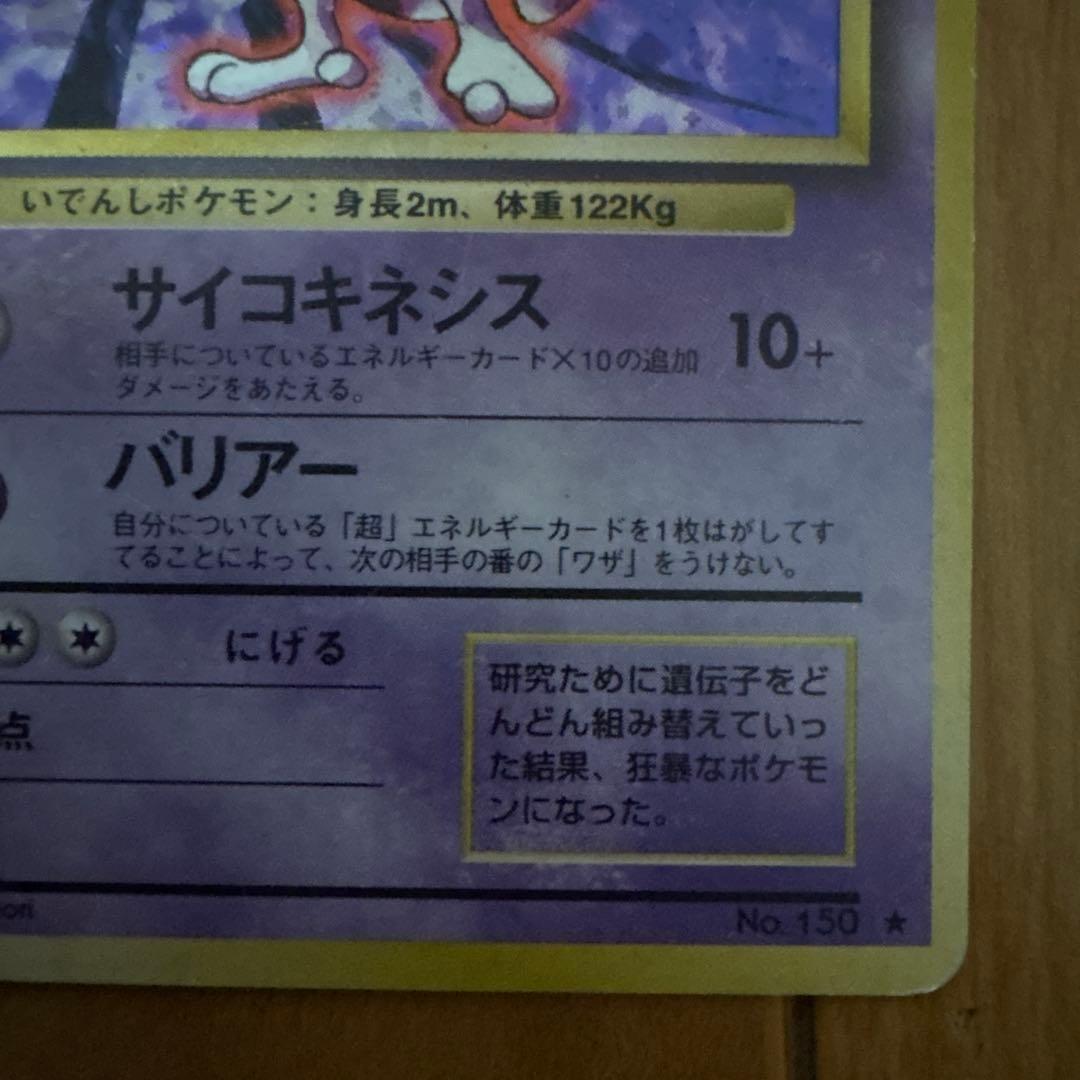 いでんしポケモン：身長2m、体重122Kg
サイコキネシス
10+
相手についているエネルギーカード×10の追加
ダメージをあたえる。
バリアー
自分についている「超」エネルギーカードを1枚はがしてす
てることによって、次の相手の番の「ワザ」をうけない。
にげる
点
研究ために遺伝子をど
んどん組み替えていっ
た結果、狂暴なポケモ
ンになった。
No. 150 ★